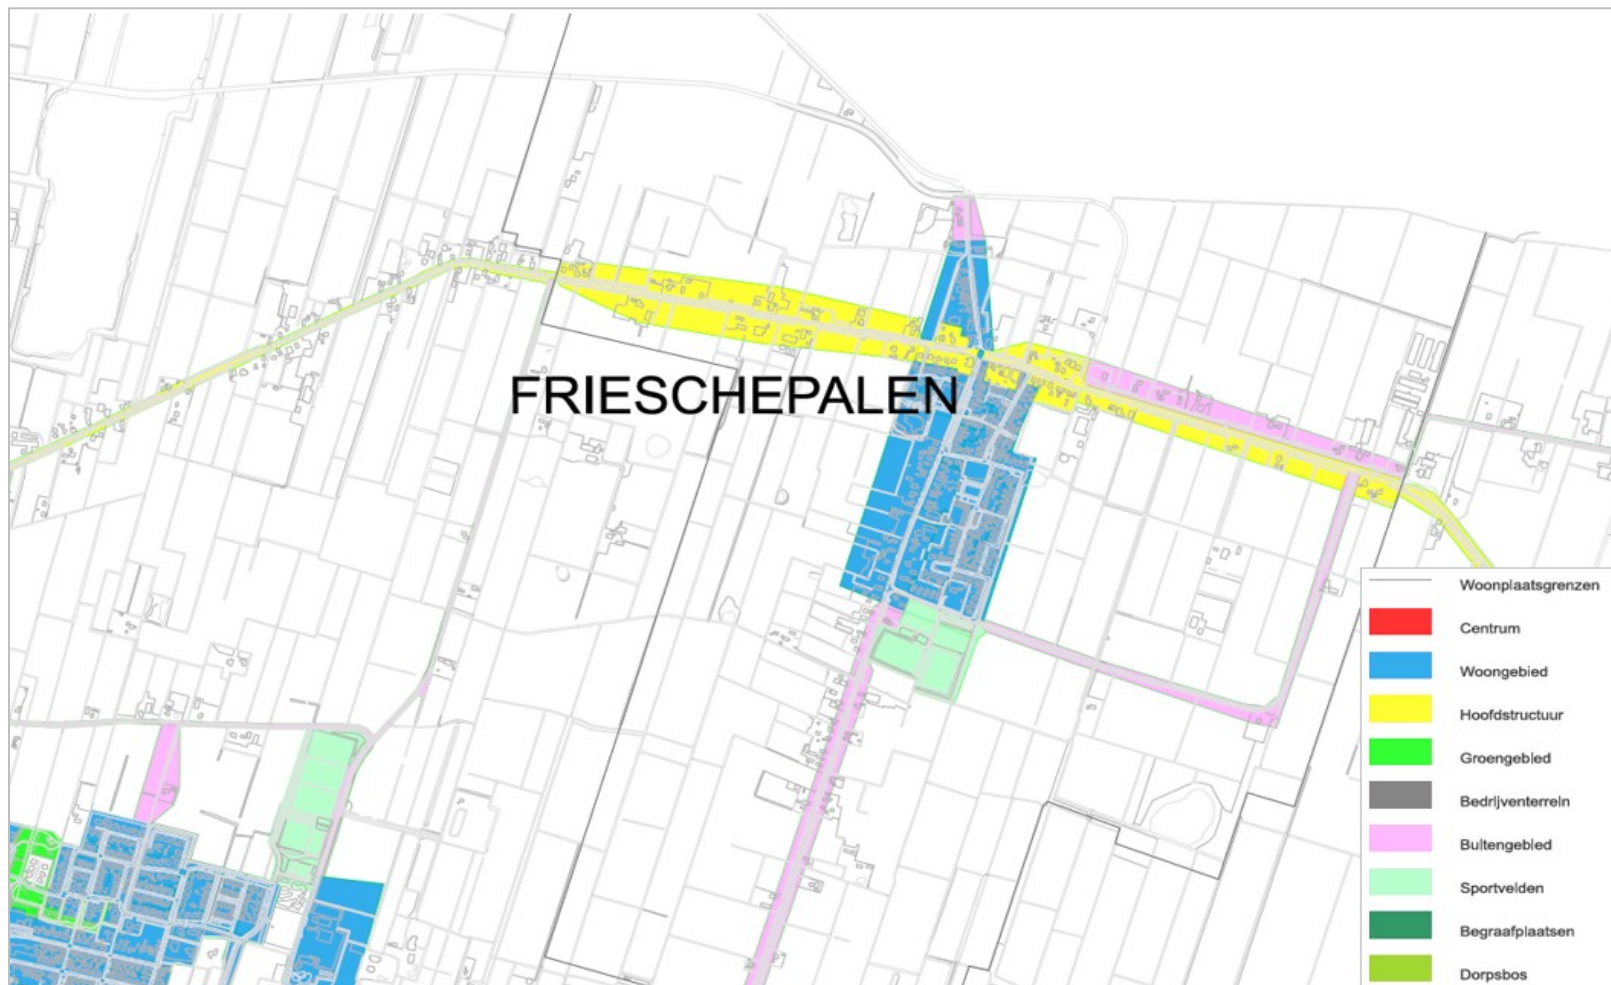 FRIESCHEPALEN
Woonplaatsgrenzen
Centrum
Woongebied
Hoofdstructuur
Groengebied
Bedrijventerrein
Buitengebied
Sportvelden
Begraafplaatsen
Dorpsbos